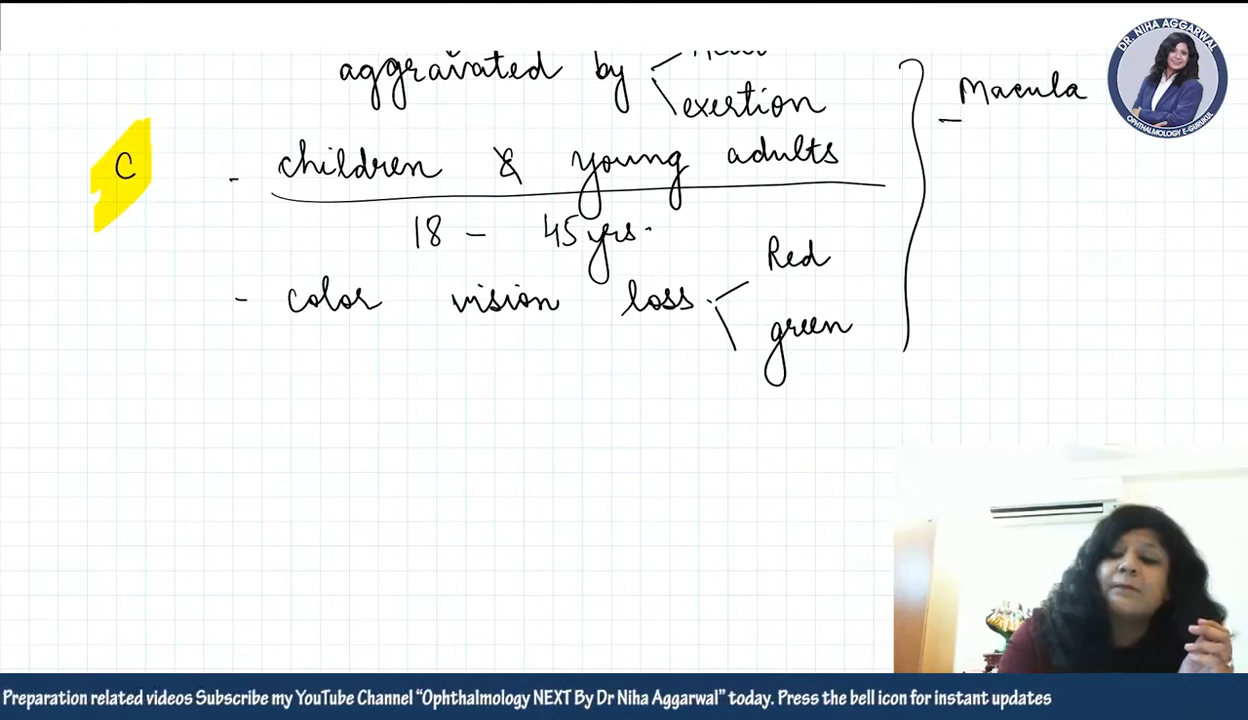 aggravated by
exertion
Macula
C
- children & young adults
18 - 45 yrs.
- color vision loss
Red
green
DR. NIHA AGGARWAL
OPHTHALMOLOGY E-GURUKUL
Preparation related videos Subscribe my YouTube Channel "Ophthalmology NEXT By Dr Niha Aggarwal" today. Press the bell icon for instant updates